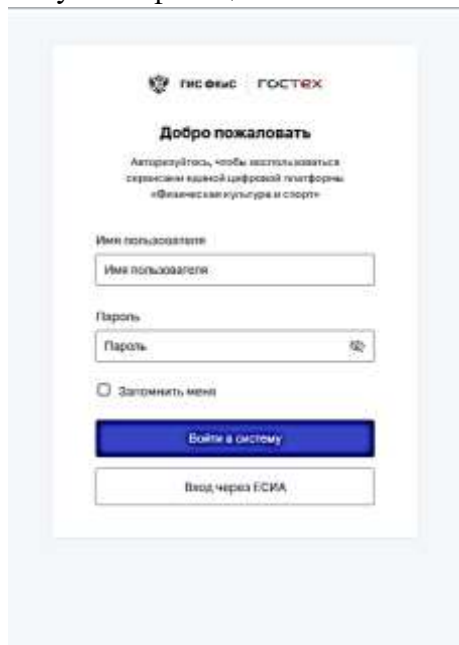 ГИС ФКиС ГОСТЕХ
Добро пожаловать
Авторизуйтесь, чтобы воспользоваться
сервисами единой цифровой платформы
«Физическая культура и спорт»
Имя пользователя
Имя пользователя
Пароль
Пароль
Запомнить меня
Войти в систему
Вход через ЕСИА